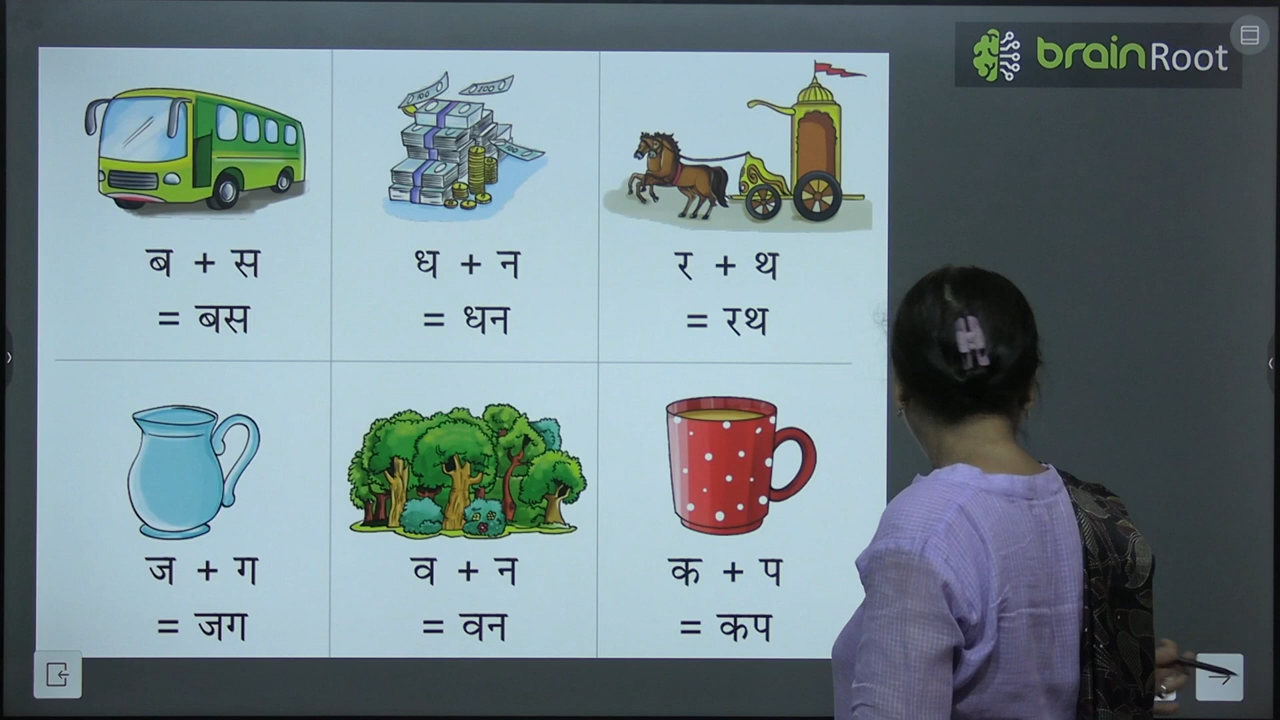 brainRoot
ब + स
= बस
ध + न
= धन
र + थ
= रथ
ज + ग
= जग
व + न
= वन
क + प
= कप